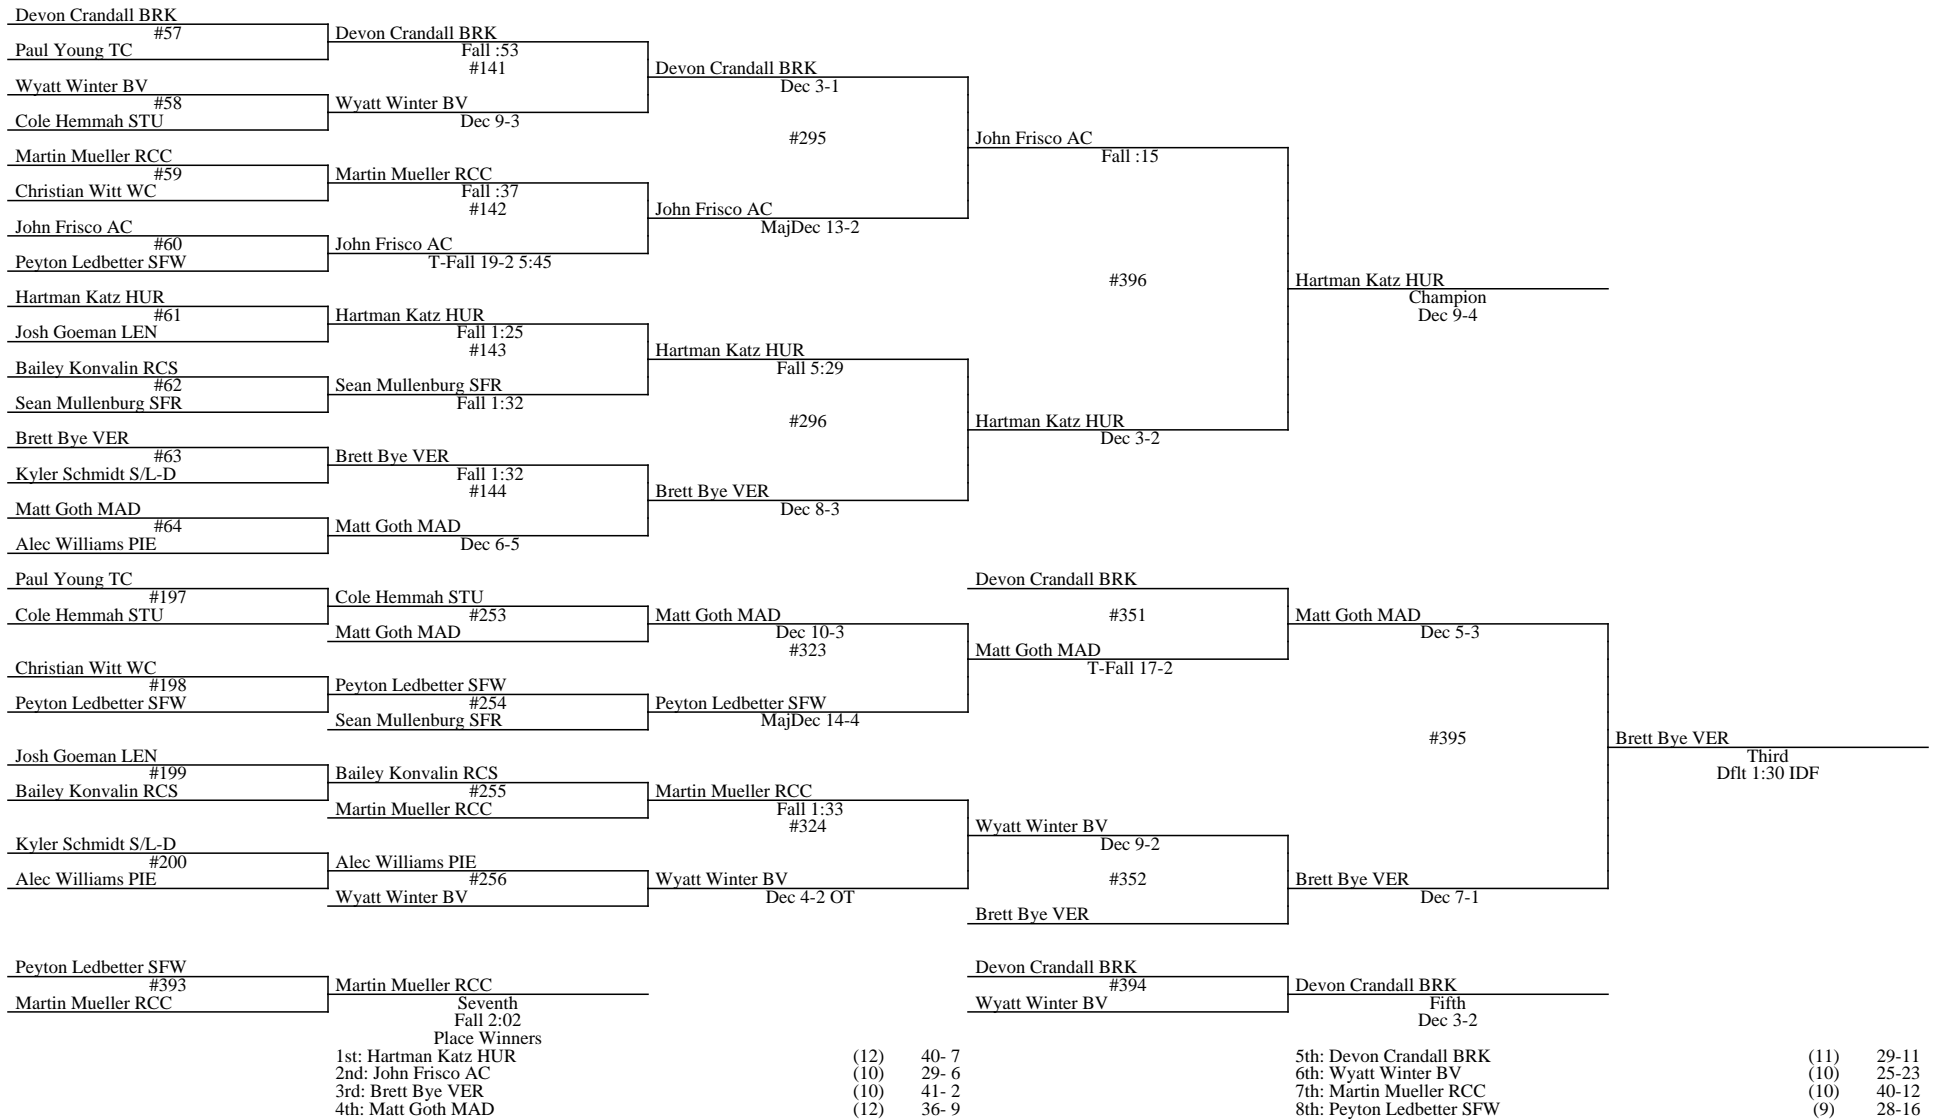 Devon Crandall BRK
#57
Paul Young TC
Devon Crandall BRK
Fall :53
#141
Wyatt Winter BV
#58
Cole Hemmah STU
Wyatt Winter BV
Dec 9-3
Devon Crandall BRK
Dec 3-1
#295
Martin Mueller RCC
#59
Christian Witt WC
Martin Mueller RCC
Fall :37
#142
John Frisco AC
#60
Peyton Ledbetter SFW
John Frisco AC
T-Fall 19-2 5:45
John Frisco AC
MajDec 13-2
John Frisco AC
Fall :15
#396
Hartman Katz HUR
#61
Josh Goeman LEN
Hartman Katz HUR
Fall 1:25
#143
Bailey Konvalin RCS
#62
Sean Mullenburg SFR
Sean Mullenburg SFR
Fall 1:32
Hartman Katz HUR
Fall 5:29
#296
Brett Bye VER
#63
Kyler Schmidt S/L-D
Brett Bye VER
Fall 1:32
#144
Matt Goth MAD
#64
Alec Williams PIE
Matt Goth MAD
Dec 6-5
Brett Bye VER
Dec 8-3
Hartman Katz HUR
Dec 3-2
Hartman Katz HUR
Champion
Dec 9-4
Paul Young TC
#197
Cole Hemmah STU
Cole Hemmah STU
#253
Matt Goth MAD
Matt Goth MAD
Dec 10-3
#323
Christian Witt WC
#198
Peyton Ledbetter SFW
Peyton Ledbetter SFW
#254
Sean Mullenburg SFR
Peyton Ledbetter SFW
MajDec 14-4
Devon Crandall BRK
#351
Matt Goth MAD
T-Fall 17-2
Matt Goth MAD
Dec 5-3
#395
Josh Goeman LEN
#199
Bailey Konvalin RCS
Bailey Konvalin RCS
#255
Martin Mueller RCC
Martin Mueller RCC
Fall 1:33
#324
Kyler Schmidt S/L-D
#200
Alec Williams PIE
Alec Williams PIE
#256
Wyatt Winter BV
Wyatt Winter BV
Dec 4-2 OT
Wyatt Winter BV
Dec 9-2
#352
Brett Bye VER
Brett Bye VER
Dec 7-1
Brett Bye VER
Third
Dflt 1:30 IDF
Peyton Ledbetter SFW
#393
Martin Mueller RCC
Martin Mueller RCC
Seventh
Fall 2:02
Devon Crandall BRK
#394
Wyatt Winter BV
Devon Crandall BRK
Fifth
Dec 3-2
Place Winners
1st: Hartman Katz HUR (12) 40- 7
2nd: John Frisco AC (10) 29- 6
3rd: Brett Bye VER (10) 41- 2
4th: Matt Goth MAD (12) 36- 9
5th: Devon Crandall BRK (11) 29-11
6th: Wyatt Winter BV (10) 25-23
7th: Martin Mueller RCC (10) 40-12
8th: Peyton Ledbetter SFW (9) 28-16